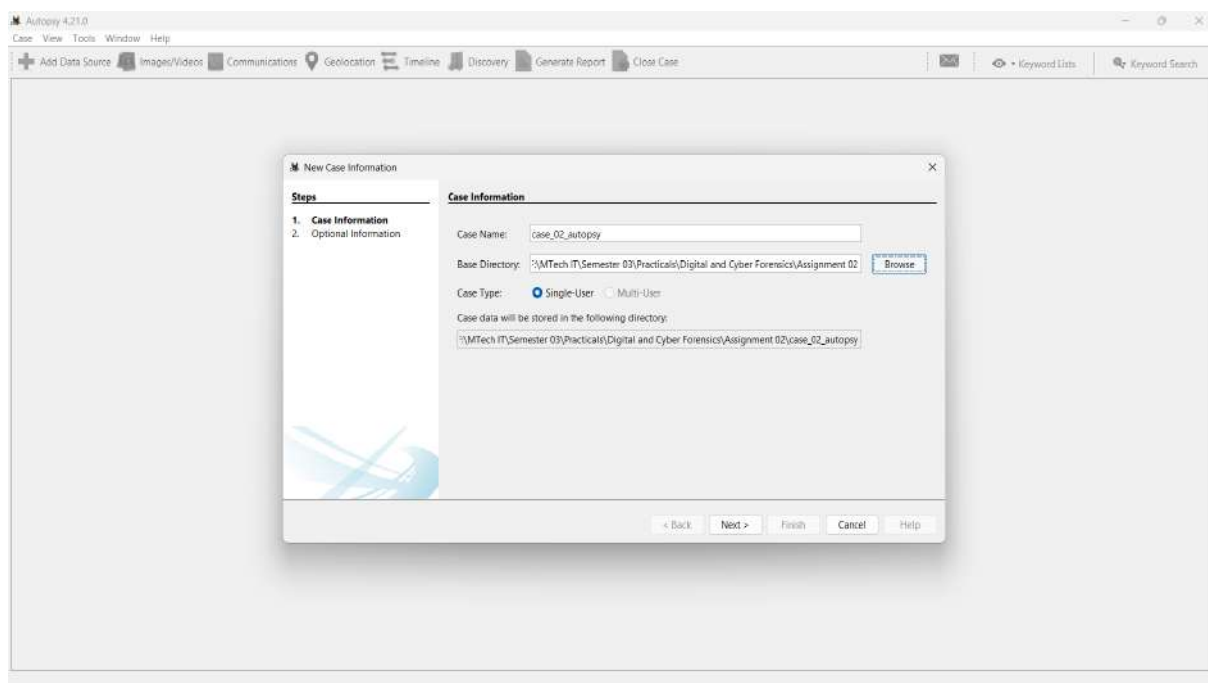 Autopsy 4.21.0
Case View Tools Window Help
Add Data Source Images/Videos Communications Geolocation Timeline Discovery Generate Report Close Case Keyword Lists Keyword Search
New Case Information
Steps
1. Case Information
2. Optional Information
Case Information
Case Name: case_02_autopsy
Base Directory: :\MTech IT\Semester 03\Practicals\Digital and Cyber Forensics\Assignment 02 Browse
Case Type: Single-User Multi-User
Case data will be stored in the following directory:
:\MTech IT\Semester 03\Practicals\Digital and Cyber Forensics\Assignment 02\case_02_autopsy
< Back Next > Finish Cancel Help